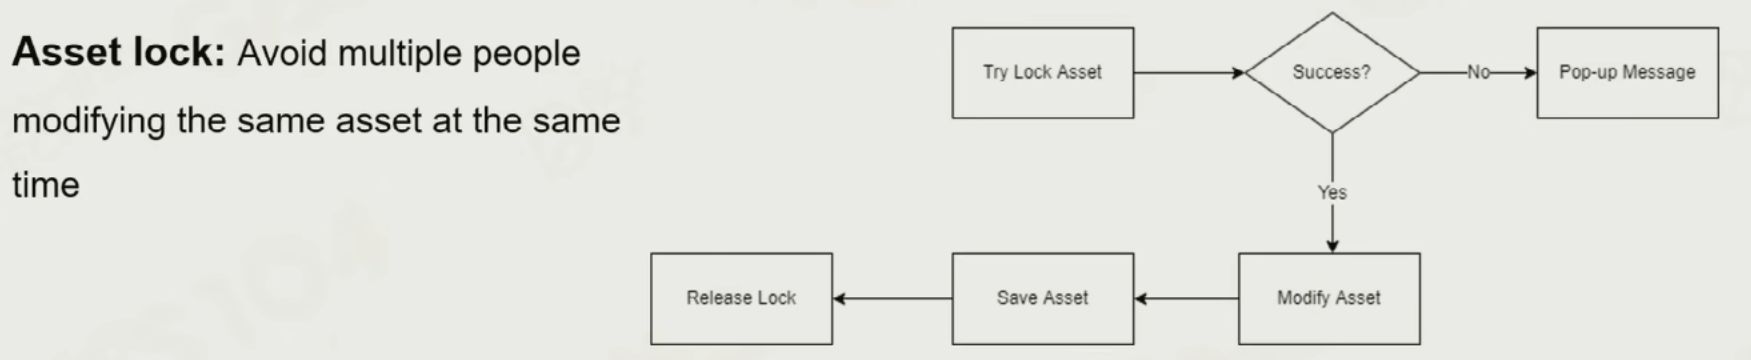 Asset lock: Avoid multiple people
modifying the same asset at the same
time
Try Lock Asset
Success?
No
Pop-up Message
Yes
Release Lock
Save Asset
Modify Asset